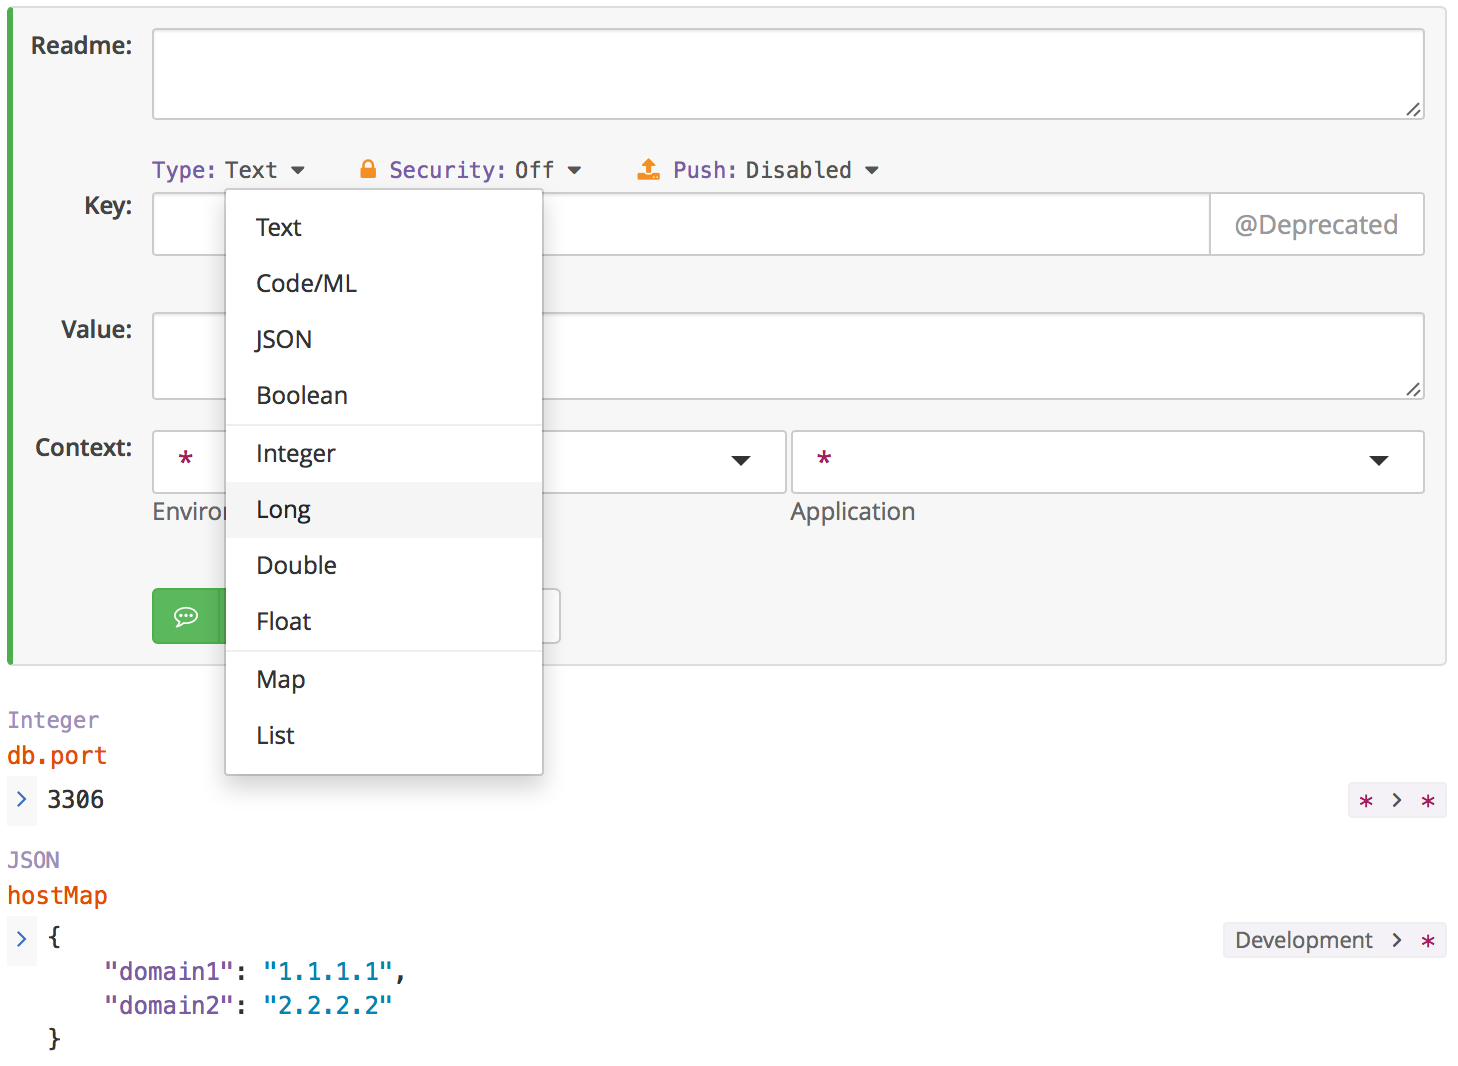 Readme:
Type: Text Security: Off Push: Disabled
Key:
@Deprecated
Text
Code/ML
JSON
Boolean
Integer
Long
Double
Float
Map
List
Value:
Context:
* *
Application
Integer
db.port
> 3306
* > *
JSON
hostMap
> {
Development > *
"domain1": "1.1.1.1",
"domain2": "2.2.2.2"
}